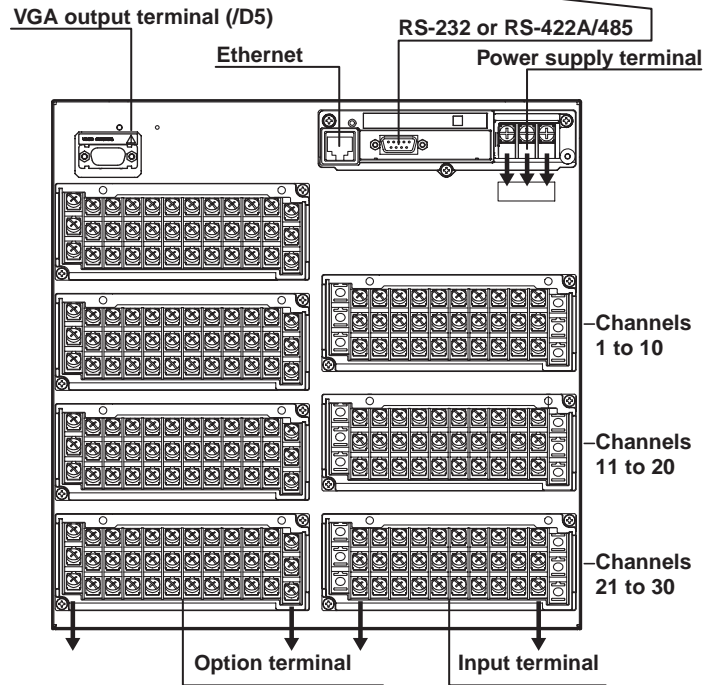 VGA output terminal (/D5)
RS-232 or RS-422A/485
Ethernet
Power supply terminal
Channels
1 to 10
Channels
11 to 20
Channels
21 to 30
Option terminal
Input terminal